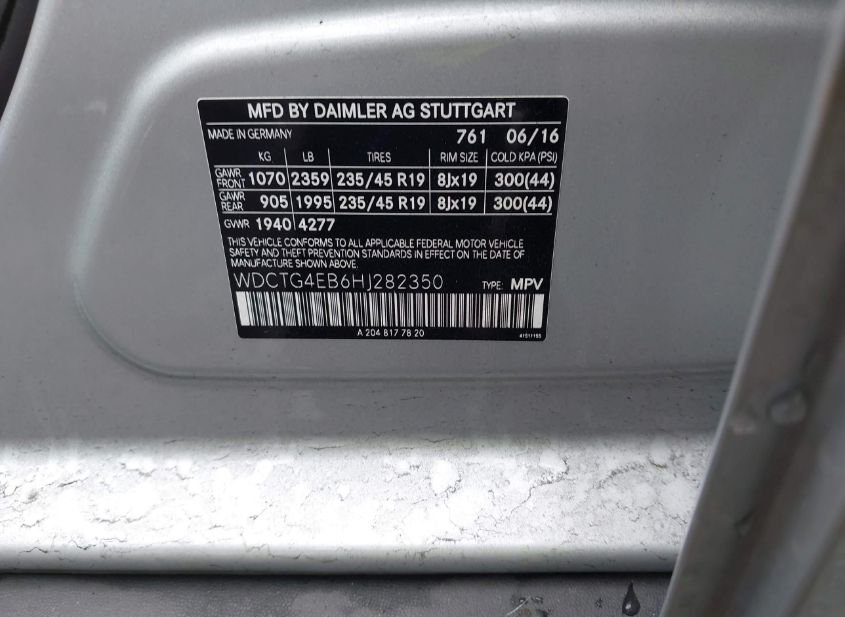 MFD BY DAIMLER AG STUTTGART
MADE IN GERMANY 761 06/16
KG LB TIRES RIM SIZE COLD KPA (PSI)
GAWR FRONT 1070 2359 235/45 R19 8Jx19 300(44)
GAWR REAR 905 1995 235/45 R19 8Jx19 300(44)
GVWR 1940 4277
THIS VEHICLE CONFORMS TO ALL APPLICABLE FEDERAL MOTOR VEHICLE
SAFETY AND THEFT PREVENTION STANDARDS IN EFFECT ON THE DATE OF
MANUFACTURE SHOWN ABOVE.
WDCTG4EB6HJ282350 TYPE: MPV
A 204 817 78 20